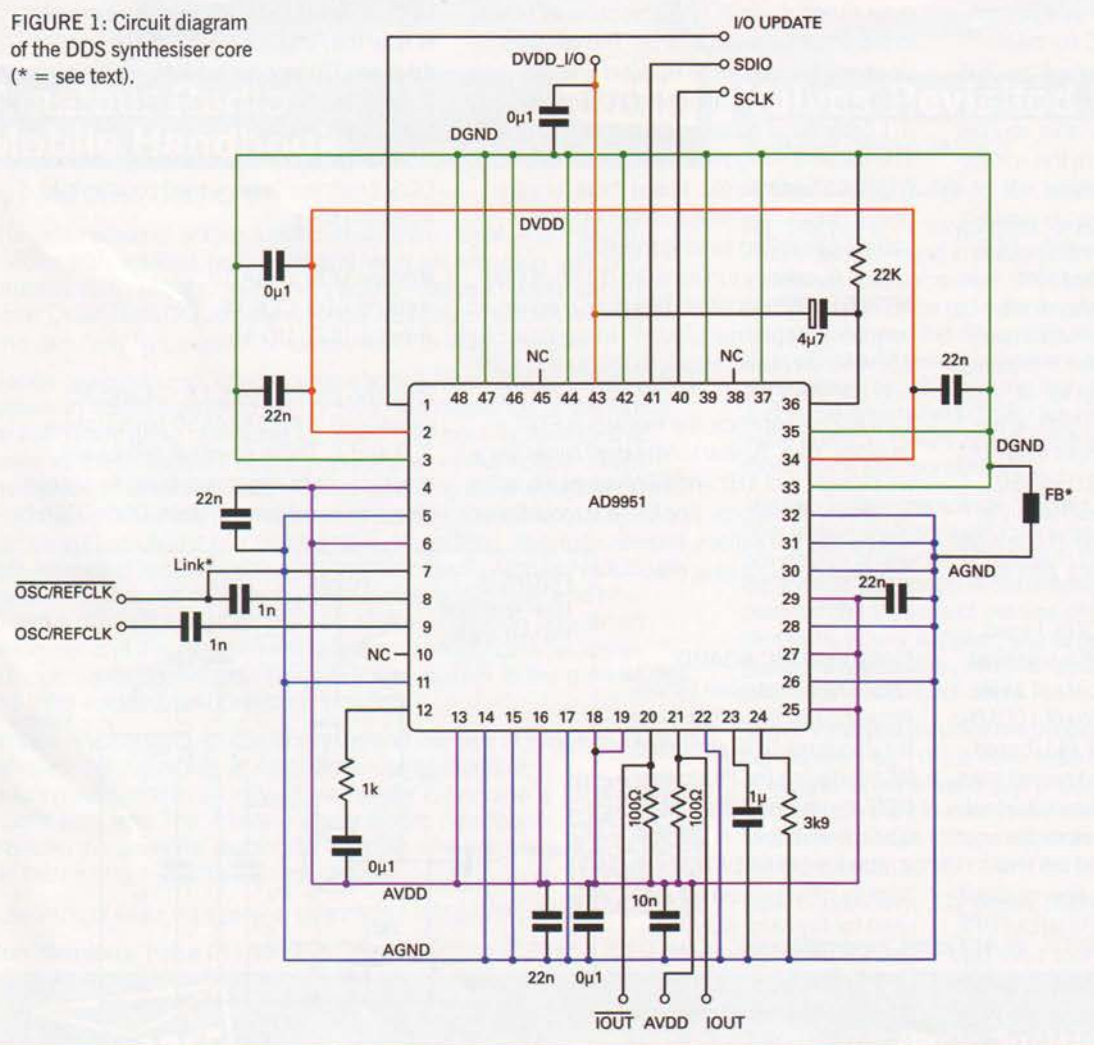 FIGURE 1: Circuit diagram
of the DDS synthesiser core
(* = see text).
I/O UPDATE
DVDD_I/O
SDIO
SCLK
0µ1
DGND
DVDD
0µ1
22K
4µ7
NC
NC
22n
22n
48 47 46 45 44 43 42 41 40 39 38 37
1
2
3
4
5
6
7
8
9
10
11
12
36
35
34
33
32
31
30
29
28
27
26
25
AD9951
DGND
FB*
AGND
22n
22n
Link*
OSC/REFCLK
1n
OSC/REFCLK
1n
NC
13 14 15 16 17 18 19 20 21 22 23 24
1k
100Ω
100Ω
1µ
3k9
0µ1
AVDD
10n
AGND
22n
0µ1
IOUT AVDD IOUT